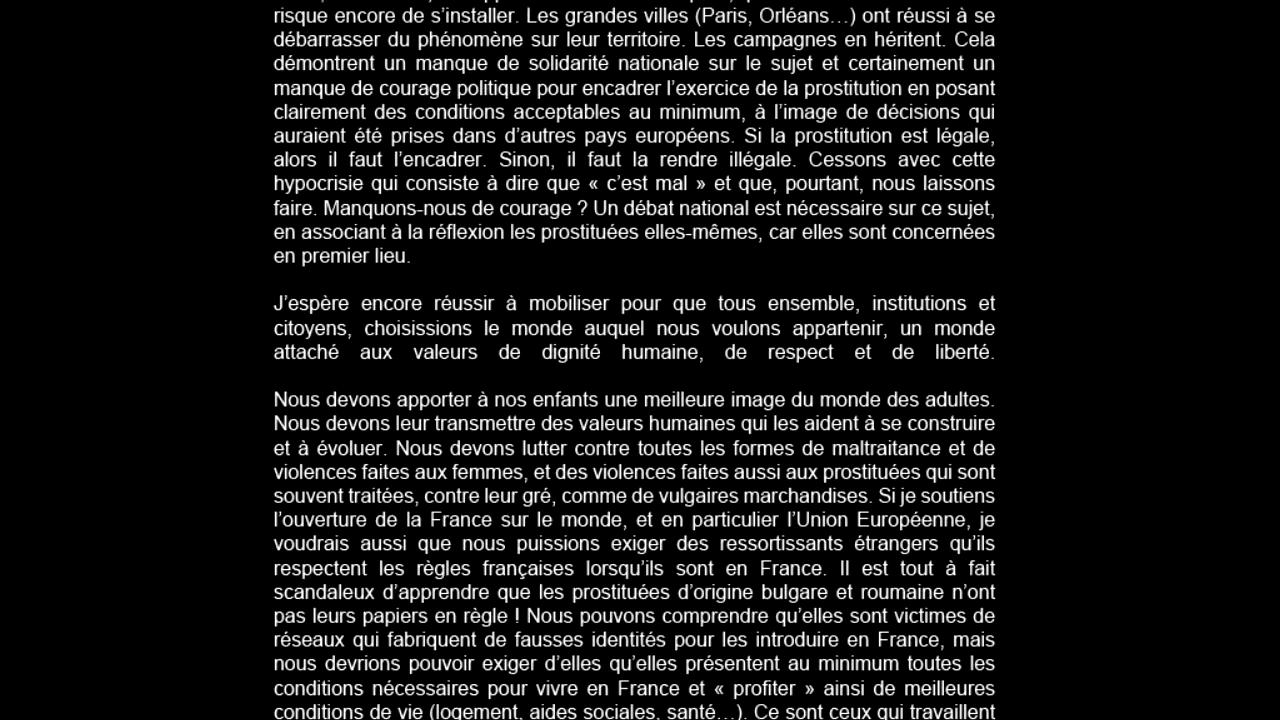 risque encore de s’installer. Les grandes villes (Paris, Orléans…) ont réussi à se
débarrasser du phénomène sur leur territoire. Les campagnes en héritent. Cela
démontrent un manque de solidarité nationale sur le sujet et certainement un
manque de courage politique pour encadrer l’exercice de la prostitution en posant
clairement des conditions acceptables au minimum, à l’image de décisions qui
auraient été prises dans d’autres pays européens. Si la prostitution est légale,
alors il faut l’encadrer. Sinon, il faut la rendre illégale. Cessons avec cette
hypocrisie qui consiste à dire que « c’est mal » et que, pourtant, nous laissons
faire. Manquons-nous de courage ? Un débat national est nécessaire sur ce sujet,
en associant à la réflexion les prostituées elles-mêmes, car elles sont concernées
en premier lieu.
J’espère encore réussir à mobiliser pour que tous ensemble, institutions et
citoyens, choisissions le monde auquel nous voulons appartenir, un monde
attaché aux valeurs de dignité humaine, de respect et de liberté.
Nous devons apporter à nos enfants une meilleure image du monde des adultes.
Nous devons leur transmettre des valeurs humaines qui les aident à se construire
et à évoluer. Nous devons lutter contre toutes les formes de maltraitance et de
violences faites aux femmes, et des violences faites aussi aux prostituées qui sont
souvent traitées, contre leur gré, comme de vulgaires marchandises. Si je soutiens
l’ouverture de la France sur le monde, et en particulier l’Union Européenne, je
voudrais aussi que nous puissions exiger des ressortissants étrangers qu’ils
respectent les règles françaises lorsqu’ils sont en France. Il est tout à fait
scandaleux d’apprendre que les prostituées d’origine bulgare et roumaine n’ont
pas leurs papiers en règle ! Nous pouvons comprendre qu’elles sont victimes de
réseaux qui fabriquent de fausses identités pour les introduire en France, mais
nous devrions pouvoir exiger d’elles qu’elles présentent au minimum toutes les
conditions nécessaires pour vivre en France et « profiter » ainsi de meilleures
conditions de vie (logement, aides sociales, santé…). Ce sont ceux qui travaillent